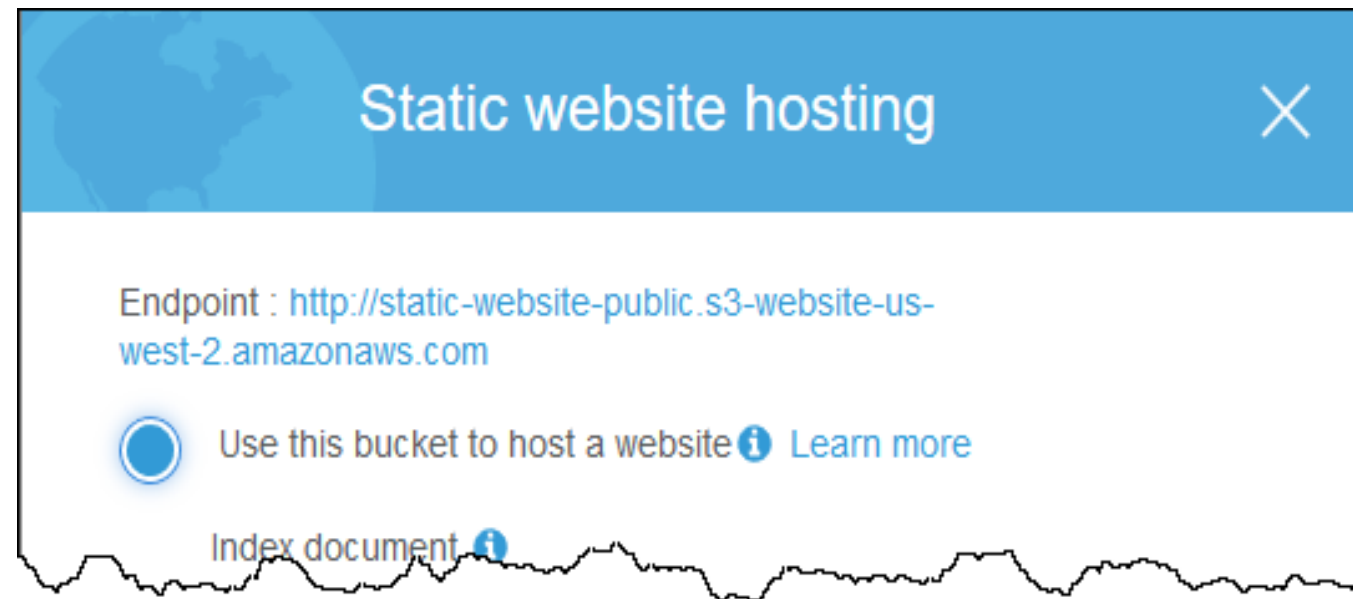 Static website hosting
Endpoint : http://static-website-public.s3-website-us-
west-2.amazonaws.com
Use this bucket to host a website Learn more
Index document